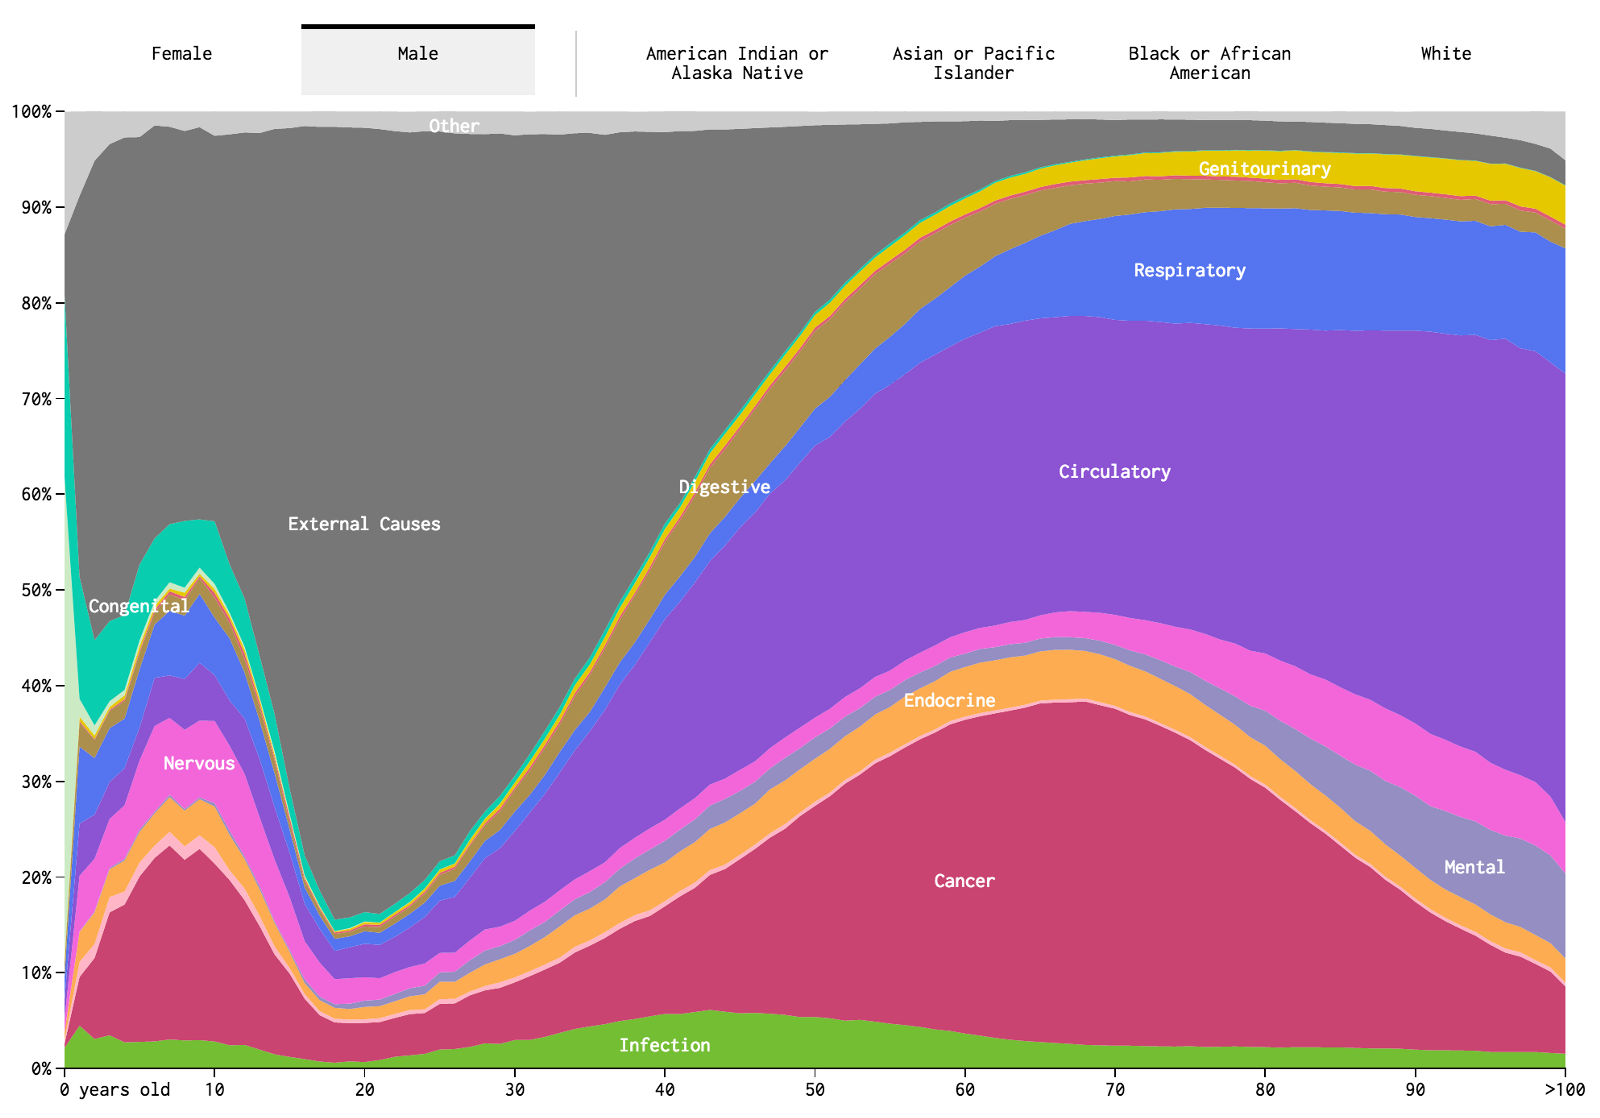 Female
Male
American Indian or
Alaska Native
Asian or Pacific
Islander
Black or African
American
White
100%
90%
80%
70%
60%
50%
40%
30%
20%
10%
0%
Other
Genitourinary
Respiratory
Circulatory
Digestive
External Causes
Congenital
Nervous
Endocrine
Mental
Cancer
Infection
0 years old
10
20
30
40
50
60
70
80
90
>100